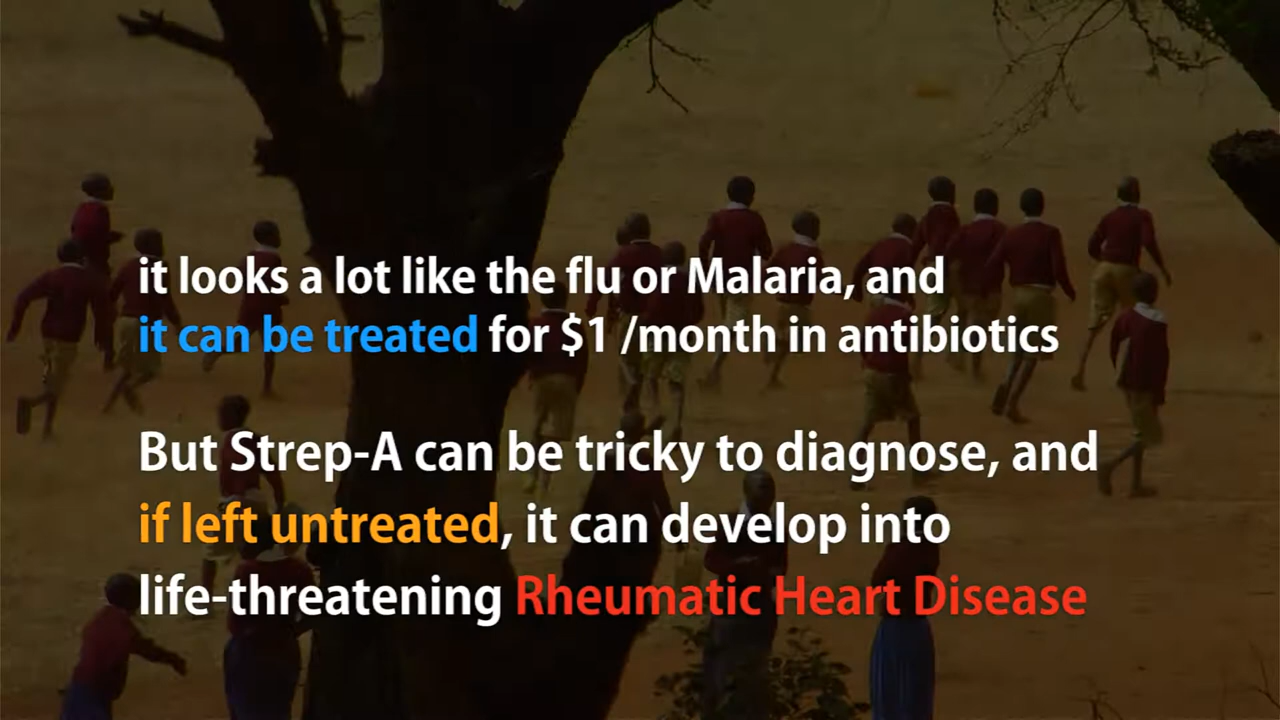 it looks a lot like the flu or Malaria, and
it can be treated for $1 /month in antibiotics
But Strep-A can be tricky to diagnose, and
if left untreated, it can develop into
life-threatening Rheumatic Heart Disease